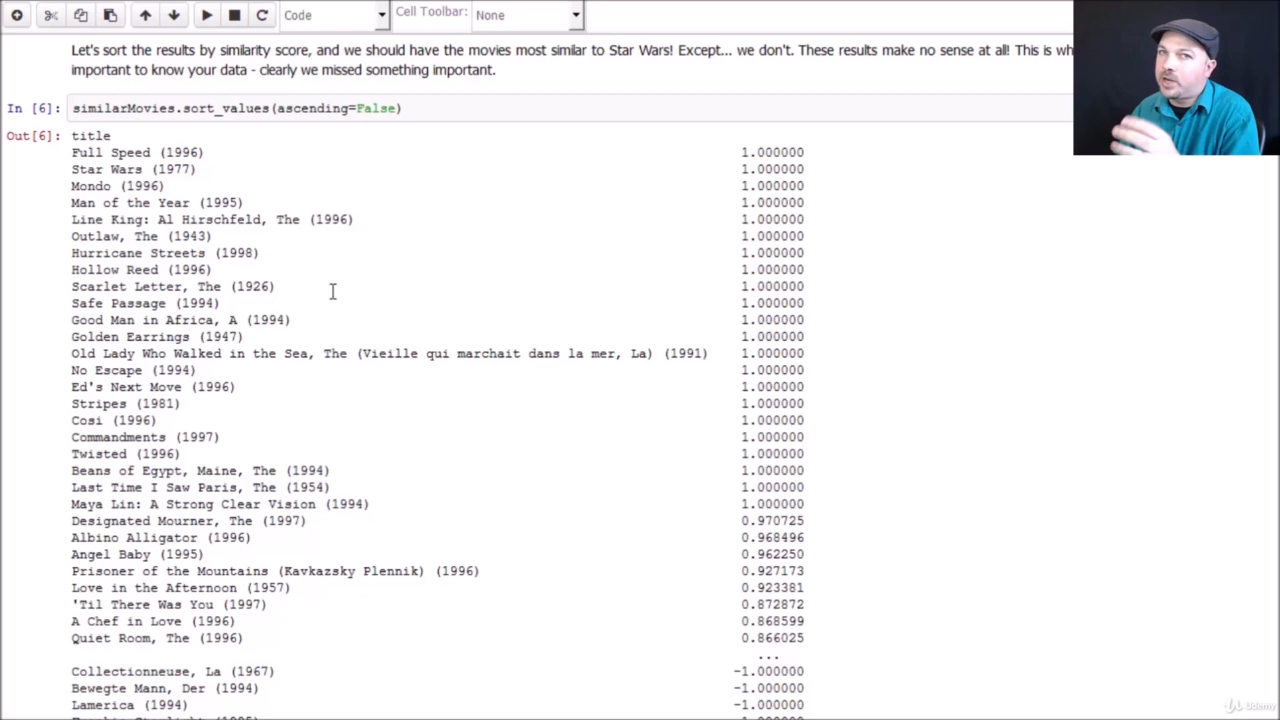 Code
Cell Toolbar:
None
Let's sort the results by similarity score, and we should have the movies most similar to Star Wars! Except... we don't. These results make no sense at all! This is wh
important to know your data - clearly we missed something important.
In [6]: similarMovies.sort_values(ascending=False)
Out[6]: title
Full Speed (1996) 1.000000
Star Wars (1977) 1.000000
Mondo (1996) 1.000000
Man of the Year (1995) 1.000000
Line King: Al Hirschfeld, The (1996) 1.000000
Outlaw, The (1943) 1.000000
Hurricane Streets (1998) 1.000000
Hollow Reed (1996) 1.000000
Scarlet Letter, The (1926) 1.000000
Safe Passage (1994) 1.000000
Good Man in Africa, A (1994) 1.000000
Golden Earrings (1947) 1.000000
Old Lady Who Walked in the Sea, The (Vieille qui marchait dans la mer, La) (1991) 1.000000
No Escape (1994) 1.000000
Ed's Next Move (1996) 1.000000
Stripes (1981) 1.000000
Cosi (1996) 1.000000
Commandments (1997) 1.000000
Twisted (1996) 1.000000
Beans of Egypt, Maine, The (1994) 1.000000
Last Time I Saw Paris, The (1954) 1.000000
Maya Lin: A Strong Clear Vision (1994) 1.000000
Designated Mourner, The (1997) 0.970725
Albino Alligator (1996) 0.968496
Angel Baby (1995) 0.962250
Prisoner of the Mountains (Kavkazsky Plennik) (1996) 0.927173
Love in the Afternoon (1957) 0.923381
'Til There Was You (1997) 0.872872
A Chef in Love (1996) 0.868599
Quiet Room, The (1996) 0.866025
...
Collectionneuse, La (1967) -1.000000
Bewegte Mann, Der (1994) -1.000000
Lamerica (1994) -1.000000
Udemy